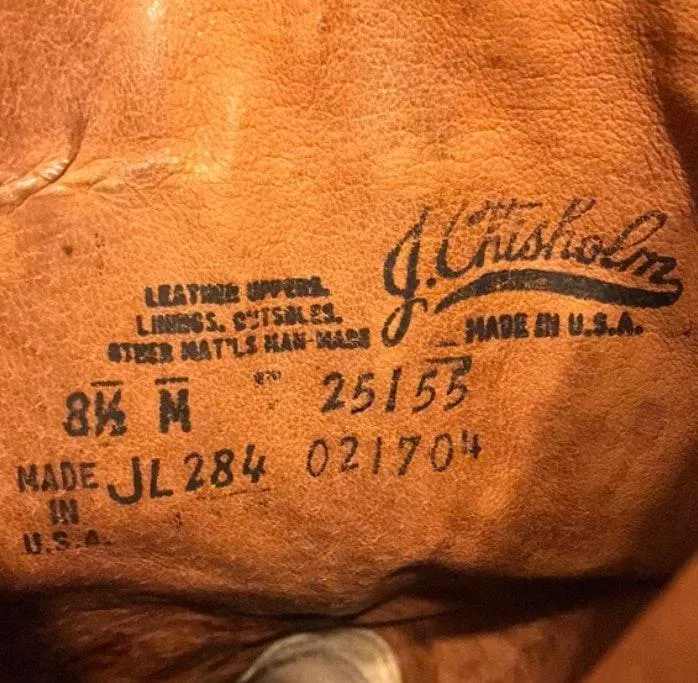 J. Chisholm
MADE IN U.S.A.
LEATHER UPPERS,
LININGS, OUTSOLES.
OTHER MAT'LS MAN-MADE
8½ M 25155
MADE JL 284 021704
IN
U.S.A.